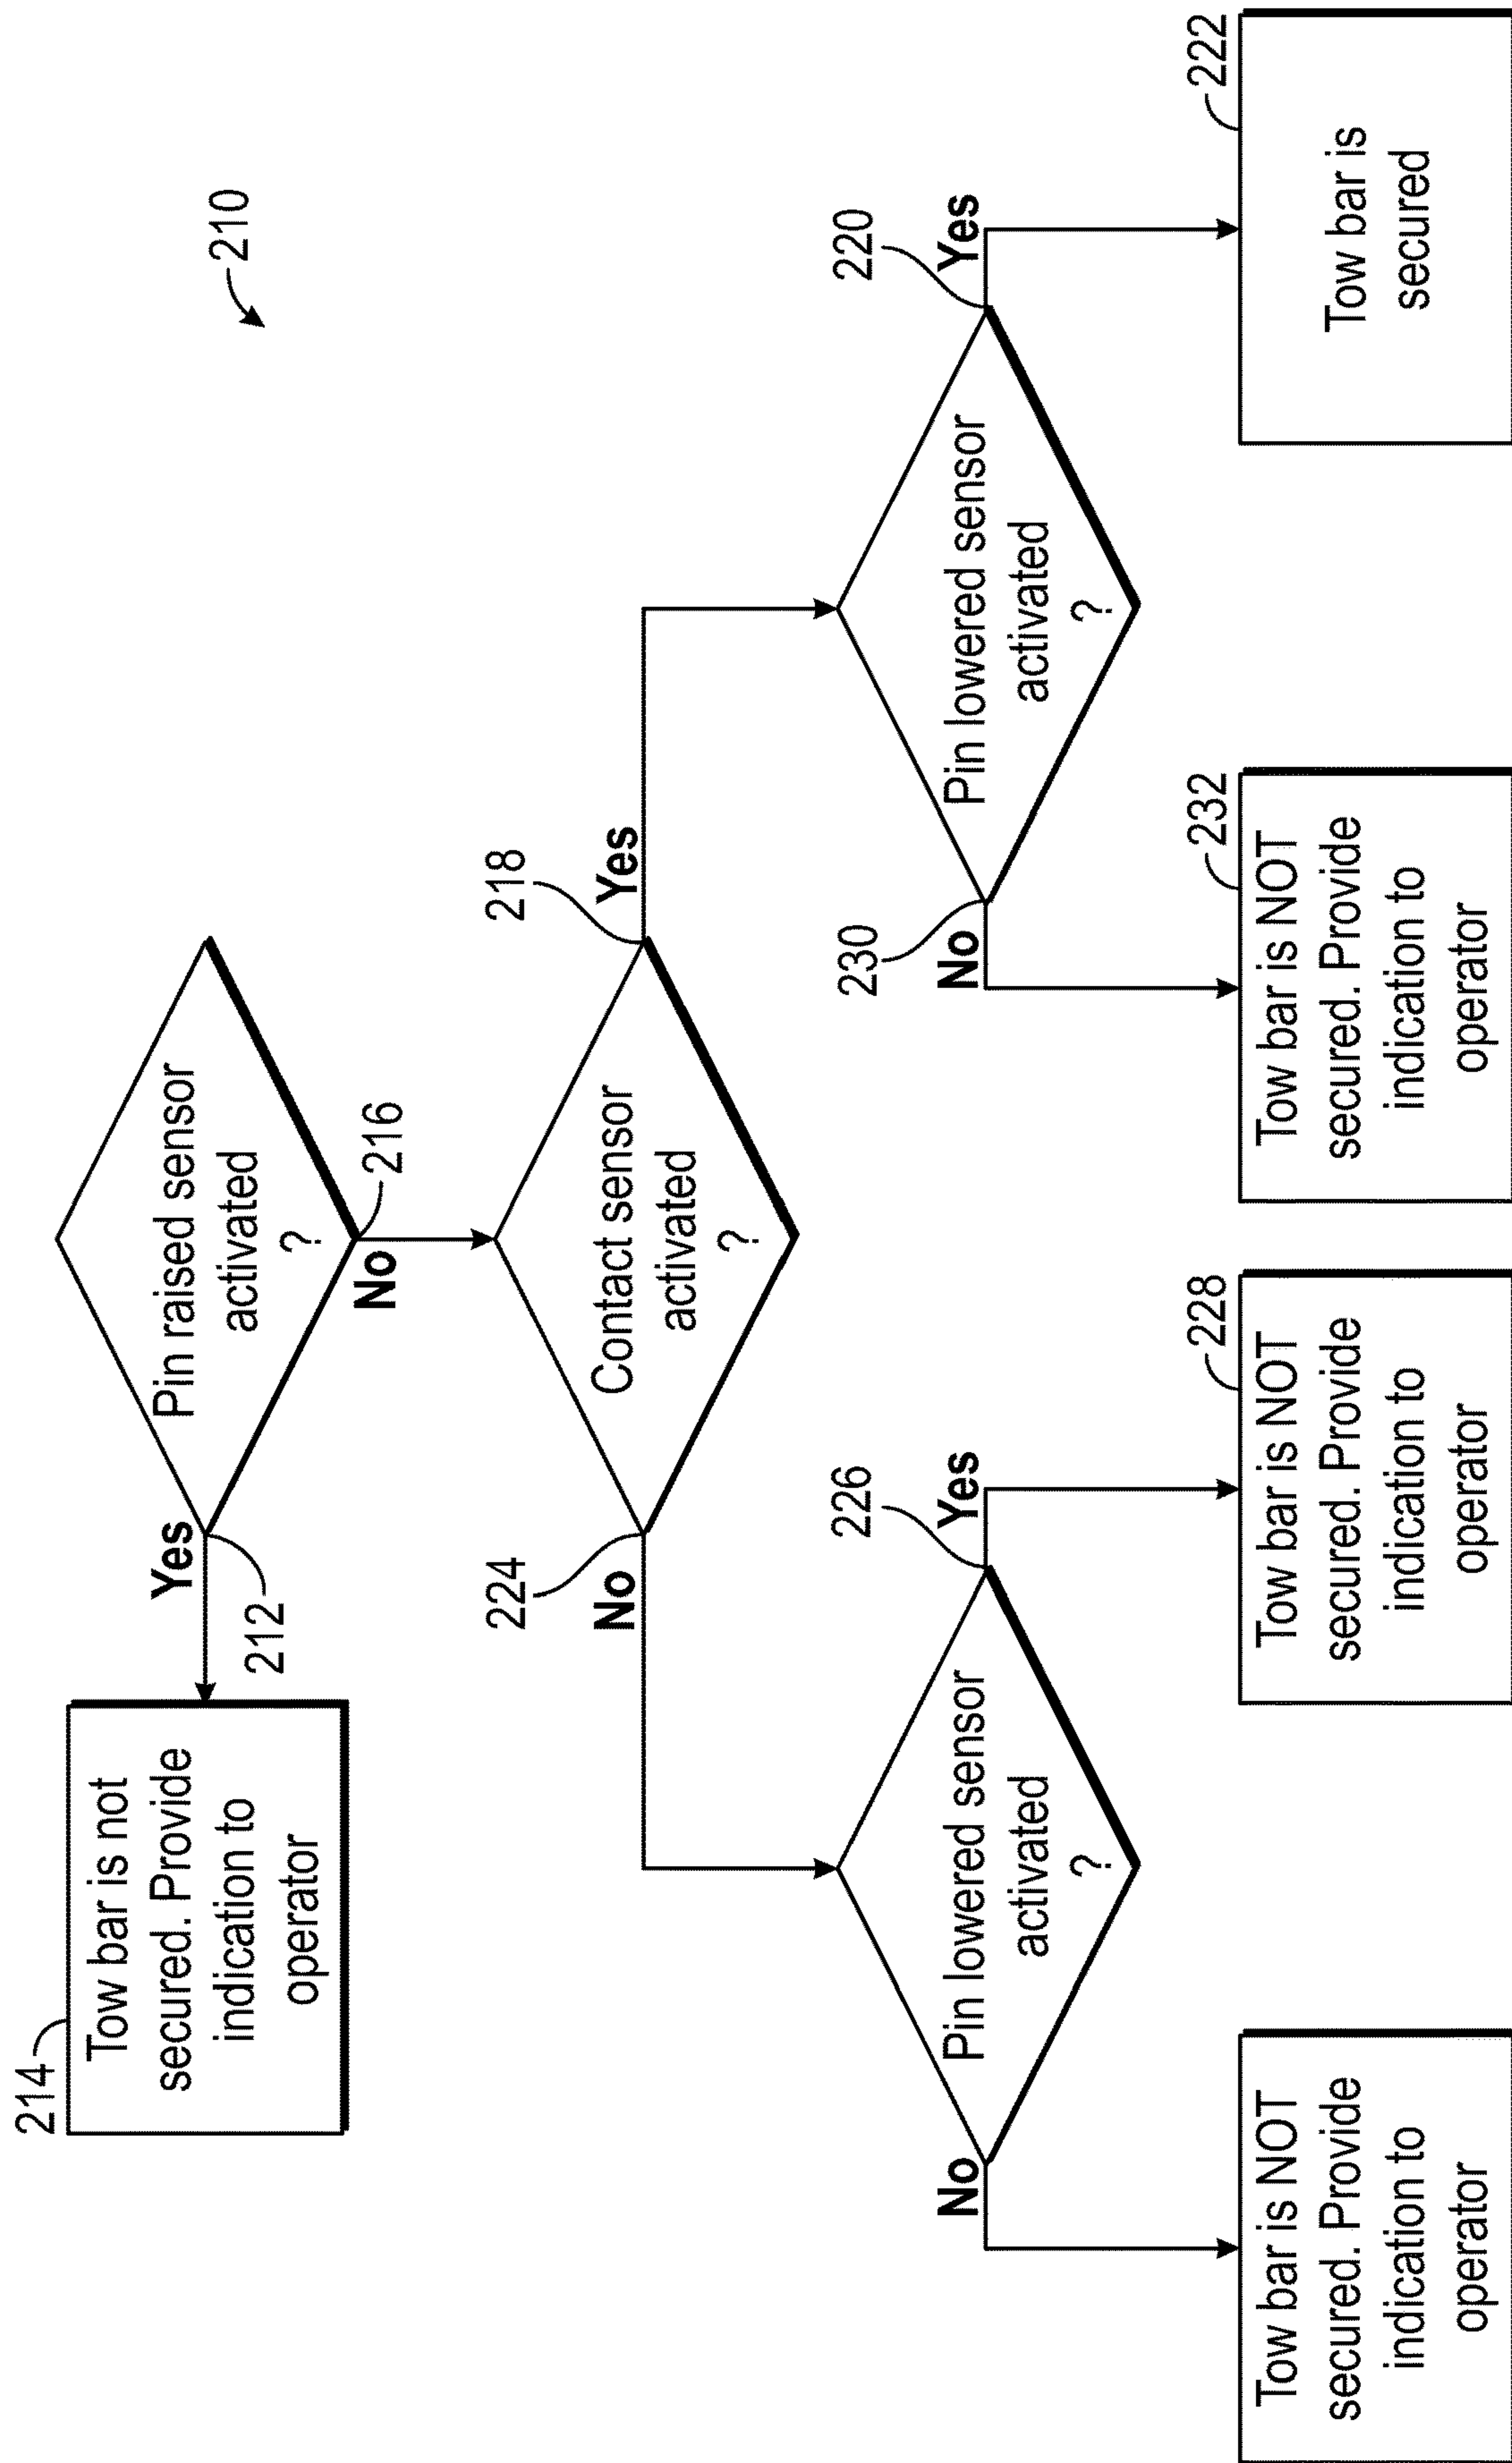 210
214
Tow bar is not
secured. Provide
indication to
operator
Yes
212
Pin raised sensor
activated
?
No
216
224
No
Contact sensor
activated
?
218
Yes
No
Pin lowered sensor
activated
?
226
Yes
230
No
Pin lowered sensor
activated
?
220
Yes
Tow bar is NOT
secured. Provide
indication to
operator
228
Tow bar is NOT
secured. Provide
indication to
operator
232
Tow bar is NOT
secured. Provide
indication to
operator
222
Tow bar is
secured